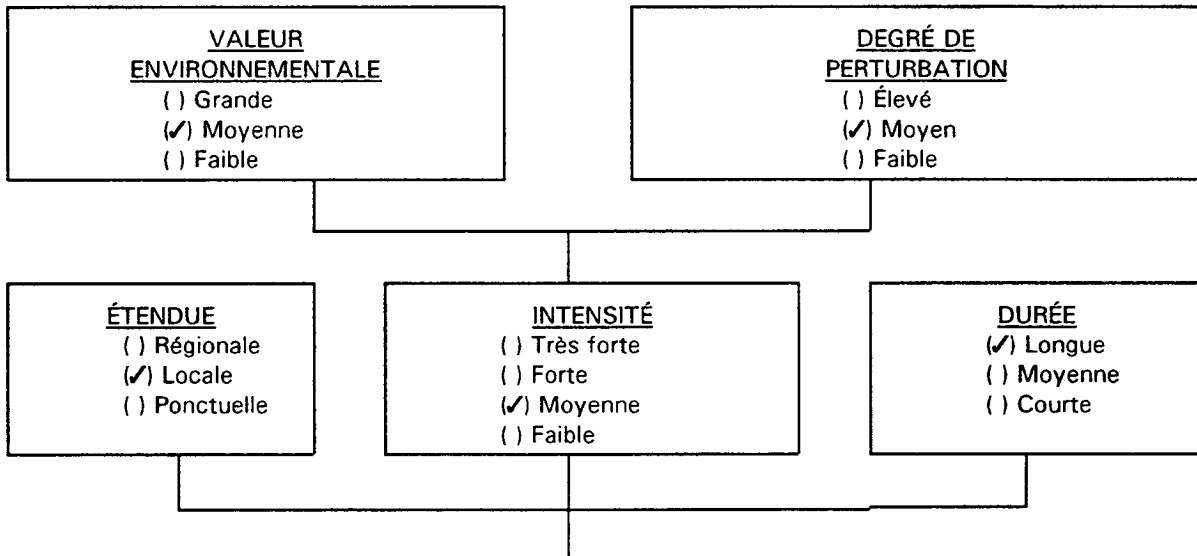 VALEUR
ENVIRONNEMENTALE
( ) Grande
(✓) Moyenne
( ) Faible
DEGRÉ DE
PERTURBATION
( ) Élevé
(✓) Moyen
( ) Faible
ÉTENDUE
( ) Régionale
(✓) Locale
( ) Ponctuelle
INTENSITÉ
( ) Très forte
( ) Forte
(✓) Moyenne
( ) Faible
DURÉE
(✓) Longue
( ) Moyenne
( ) Courte